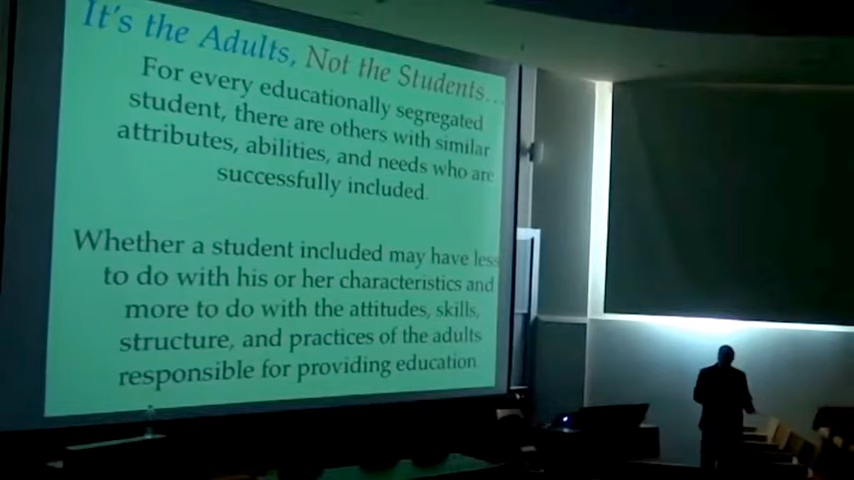 It's the Adults, Not the Students...
For every educationally segregated
student, there are others with similar
attributes, abilities, and needs who are
successfully included.
Whether a student included may have less
to do with his or her characteristics and
more to do with the attitudes, skills,
structure, and practices of the adults
responsible for providing education